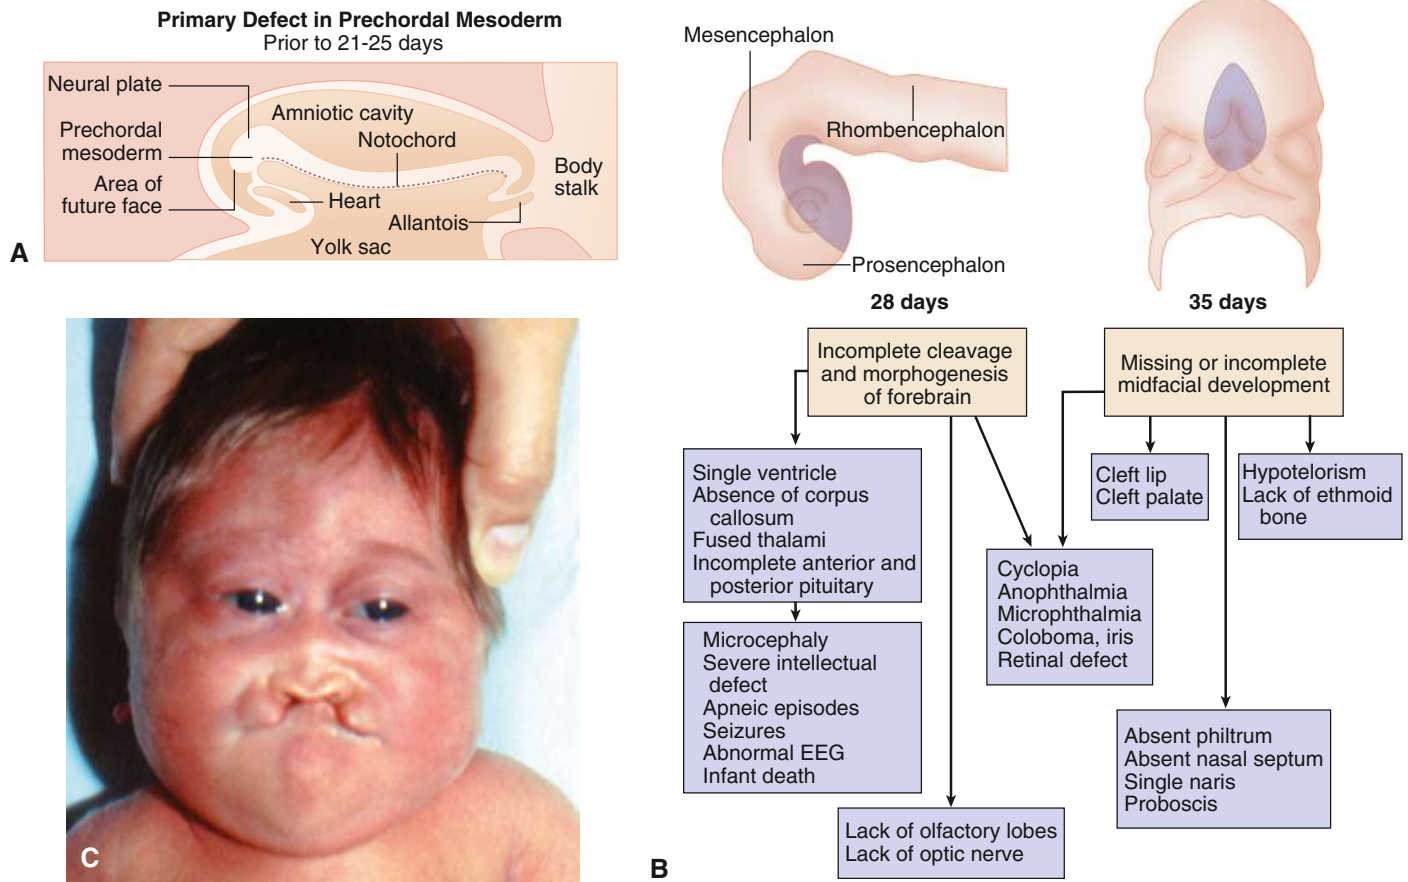 Primary Defect in Prechordal Mesoderm
Prior to 21-25 days
Neural plate
Amniotic cavity
Prechordal
mesoderm
Notochord
Area of
future face
Body
stalk
Heart
Allantois
Yolk sac
A
Mesencephalon
Rhombencephalon
Prosencephalon
28 days
35 days
Incomplete cleavage
and morphogenesis
of forebrain
Missing or incomplete
midfacial development
Single ventricle
Absence of corpus
callosum
Fused thalami
Incomplete anterior and
posterior pituitary
Cleft lip
Cleft palate
Hypotelorism
Lack of ethmoid
bone
Cyclopia
Anophthalmia
Microphthalmia
Coloboma, iris
Retinal defect
Microcephaly
Severe intellectual
defect
Apneic episodes
Seizures
Abnormal EEG
Infant death
Absent philtrum
Absent nasal septum
Single naris
Proboscis
Lack of olfactory lobes
Lack of optic nerve
B
C